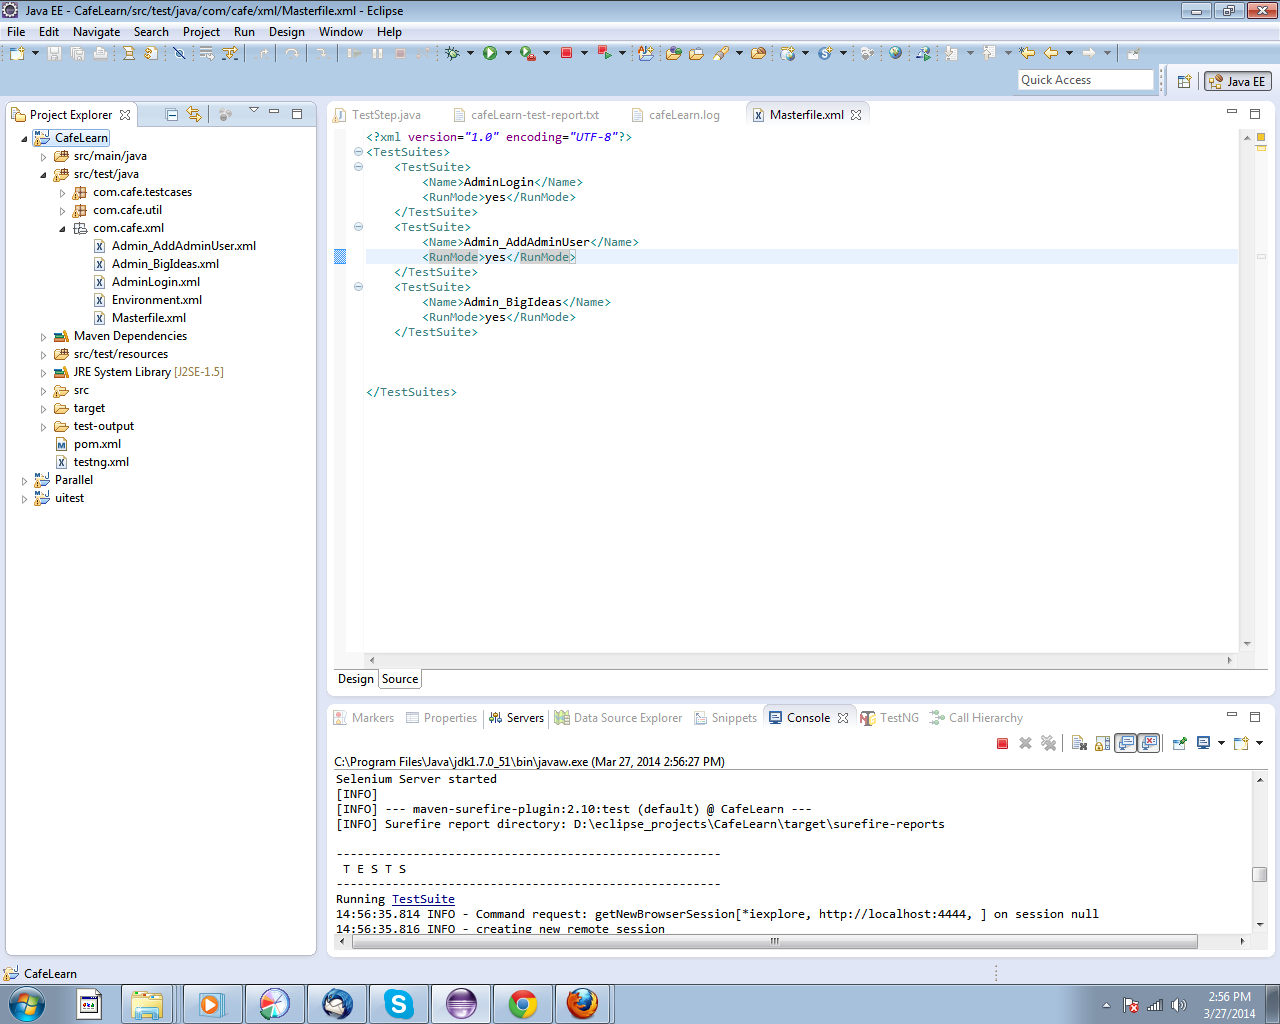 Java EE - CafeLearn/src/test/java/com/cafe/xml/Masterfile.xml - Eclipse
File Edit Navigate Search Project Run Design Window Help
Quick Access
Java EE
Project Explorer
CafeLearn
src/main/java
src/test/java
com.cafe.testcases
com.cafe.util
com.cafe.xml
Admin_AddAdminUser.xml
Admin_BigIdeas.xml
AdminLogin.xml
Environment.xml
Masterfile.xml
Maven Dependencies
src/test/resources
JRE System Library [J2SE-1.5]
src
target
test-output
pom.xml
testng.xml
Parallel
uitest
TestStep.java cafeLearn-test-report.txt cafeLearn.log Masterfile.xml
<?xml version="1.0" encoding="UTF-8"?>
<TestSuites>
<TestSuite>
<Name>AdminLogin</Name>
<RunMode>yes</RunMode>
</TestSuite>
<TestSuite>
<Name>Admin_AddAdminUser</Name>
<RunMode>yes</RunMode>
</TestSuite>
<TestSuite>
<Name>Admin_BigIdeas</Name>
<RunMode>yes</RunMode>
</TestSuite>
</TestSuites>
Design Source
Markers Properties Servers Data Source Explorer Snippets Console TestNG Call Hierarchy
C:\Program Files\Java\jdk1.7.0_51\bin\javaw.exe (Mar 27, 2014 2:56:27 PM)
Selenium Server started
[INFO]
[INFO] --- maven-surefire-plugin:2.10:test (default) @ CafeLearn ---
[INFO] Surefire report directory: D:\eclipse_projects\CafeLearn\target\surefire-reports
-------------------------------------------------------
T E S T S
-------------------------------------------------------
Running TestSuite
14:56:35.814 INFO - Command request: getNewBrowserSession[*iexplore, http://localhost:4444, ] on session null
14:56:35.816 INFO - creating new remote session
CafeLearn
2:56 PM
3/27/2014